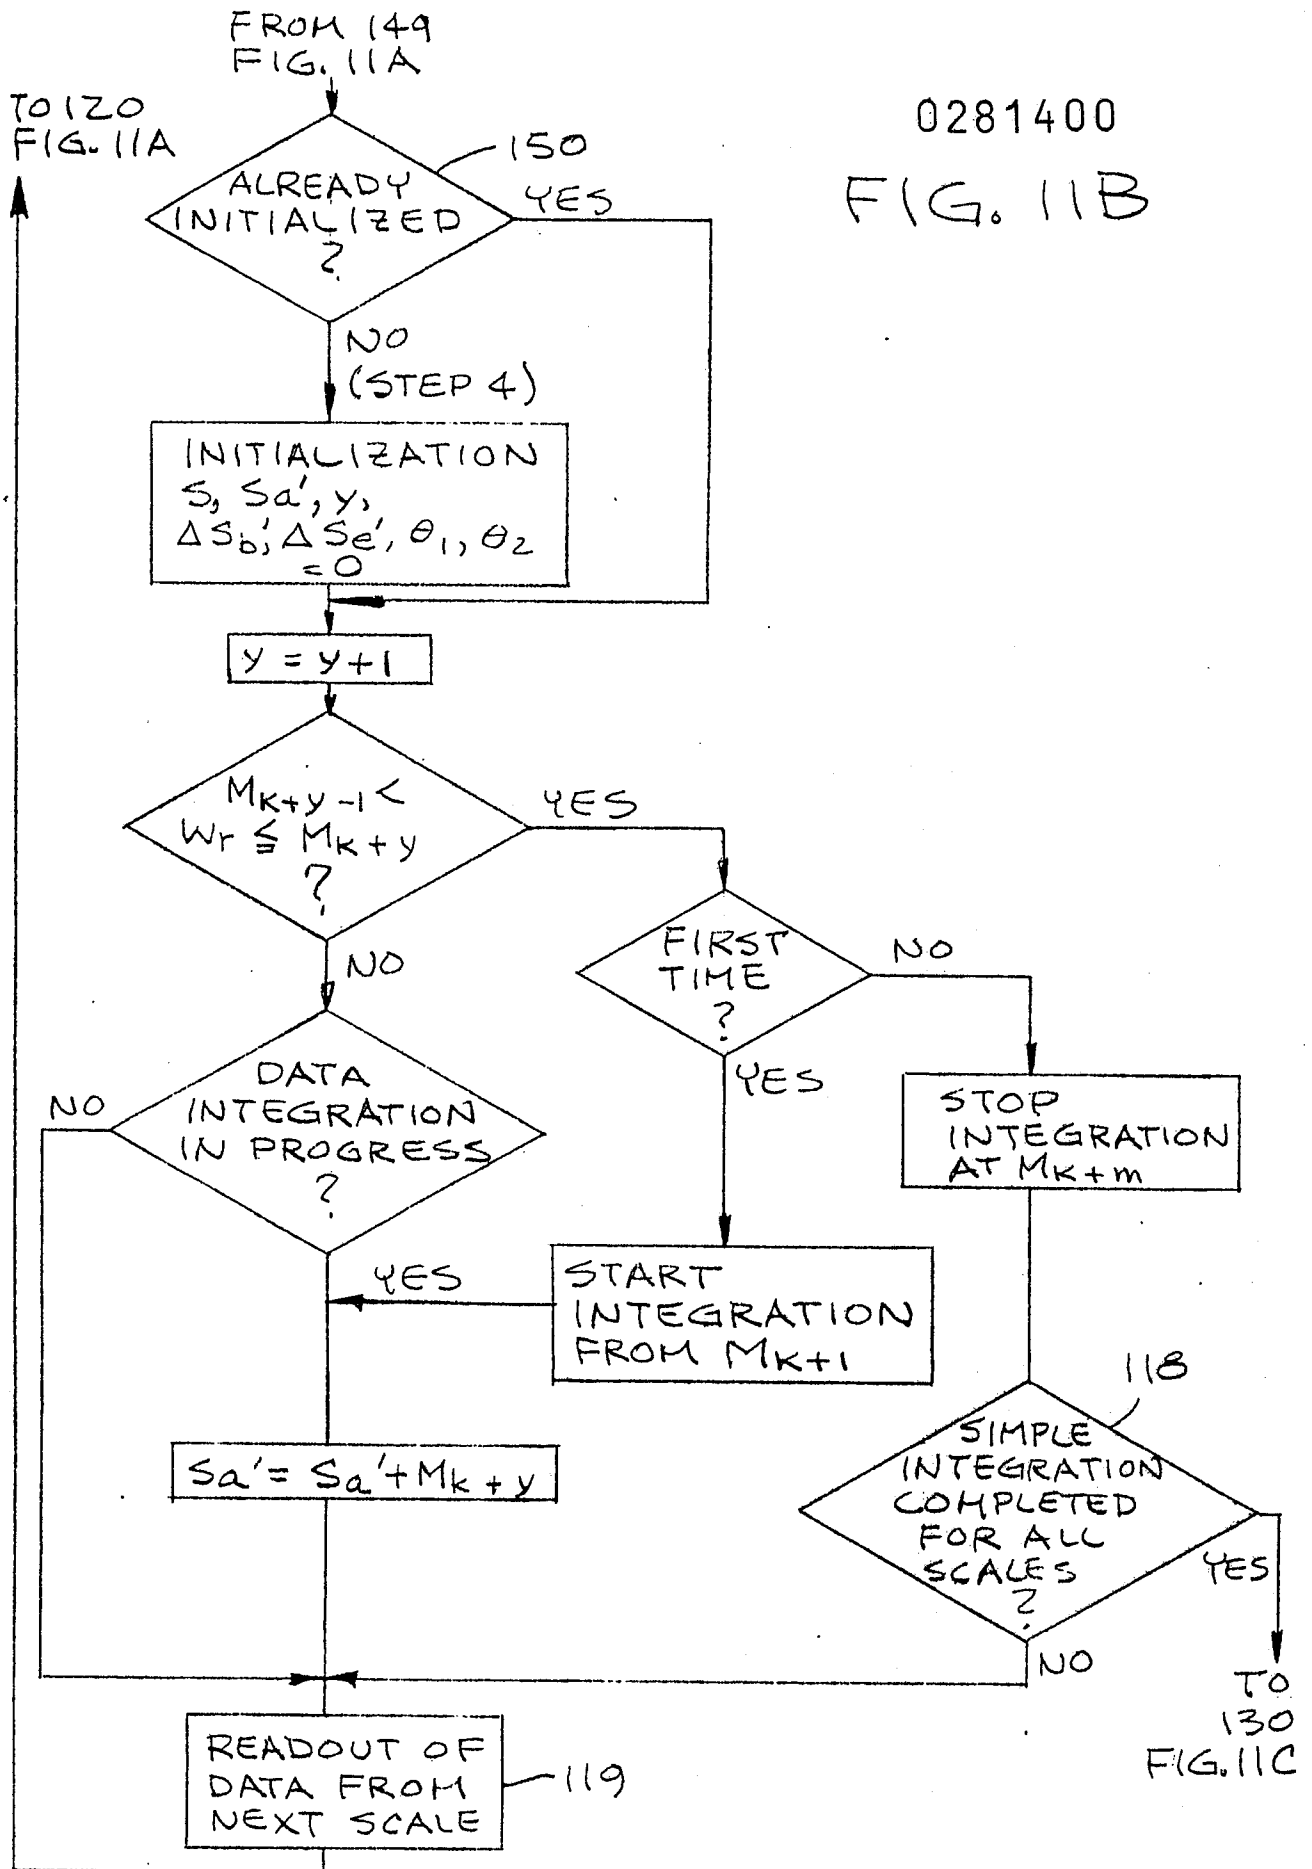 FROM 149
FIG. 11A
TO 120
FIG. 11A
0281400
FIG. 11B
150
ALREADY
INITIALIZED
?
YES
NO
(STEP 4)
INITIALIZATION
S, Sa', y,
ΔSb', ΔSe', θ1, θ2
=0
y = y+1
MK+y-1 <
Wr ≦ MK+y
?
YES
NO
FIRST
TIME
?
NO
YES
DATA
INTEGRATION
IN PROGRESS
?
NO
YES
STOP
INTEGRATION
AT MK+m
START
INTEGRATION
FROM MK+1
118
SIMPLE
INTEGRATION
COMPLETED
FOR ALL
SCALES
?
YES
NO
Sa' = Sa' + Mk+y
TO
130
FIG. 11C
READOUT OF
DATA FROM
NEXT SCALE
119